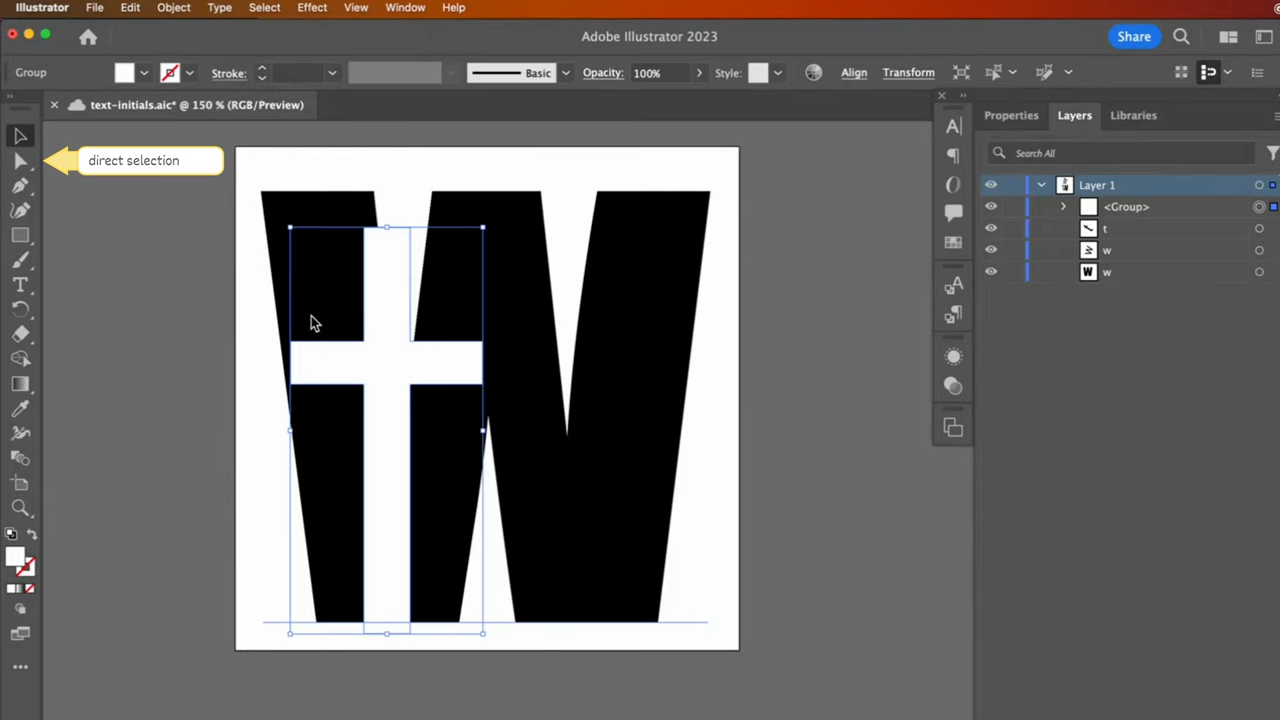 Illustrator File Edit Object Type Select Effect View Window Help
Adobe Illustrator 2023
Share
Group Stroke: Basic Opacity: 100% Style: Align Transform
text-initials.aic* @ 150 % (RGB/Preview)
Properties Layers Libraries
direct selection
Search All
Layer 1
<Group>
t
w
w
tW